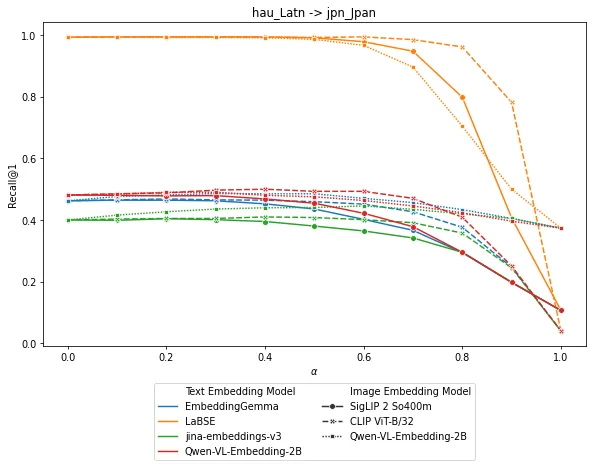 hau_Latn -> jpn_Jpan
1.0
0.8
0.6
0.4
0.2
0.0
Recall@1
0.0 0.2 0.4 0.6 0.8 1.0
α
Text Embedding Model
EmbeddingGemma
LaBSE
jina-embeddings-v3
Qwen-VL-Embedding-2B
Image Embedding Model
SigLIP 2 So400m
CLIP ViT-B/32
Qwen-VL-Embedding-2B